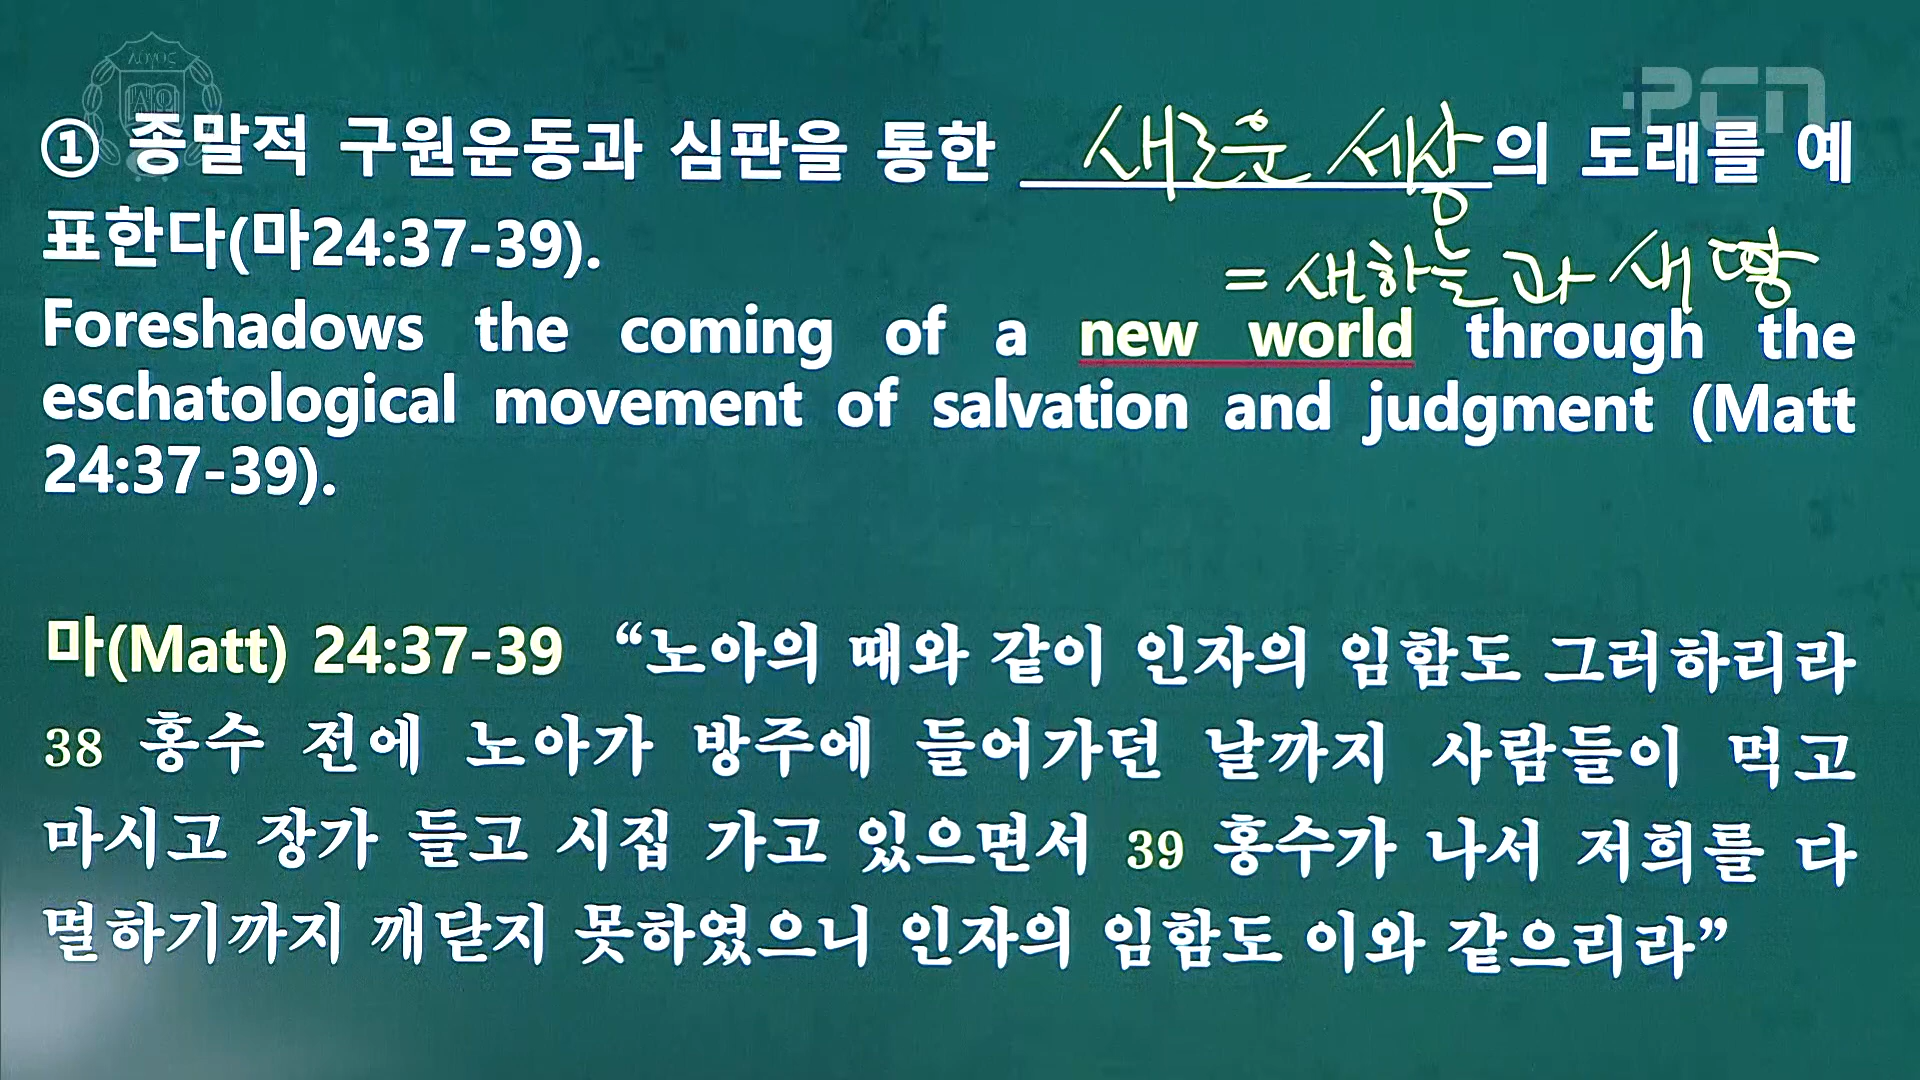 λόγος
ΑΩ
PCN
① 종말적 구원운동과 심판을 통한 새로운 세상의 도래를 예
표한다(마24:37-39).
= 새하늘과 새 땅
Foreshadows the coming of a new world through the
eschatological movement of salvation and judgment (Matt
24:37-39).
마(Matt) 24:37-39 “노아의 때와 같이 인자의 임함도 그러하리라
38 홍수 전에 노아가 방주에 들어가던 날까지 사람들이 먹고
마시고 장가 들고 시집 가고 있으면서 39 홍수가 나서 저희를 다
멸하기까지 깨닫지 못하였으니 인자의 임함도 이와 같으리라”